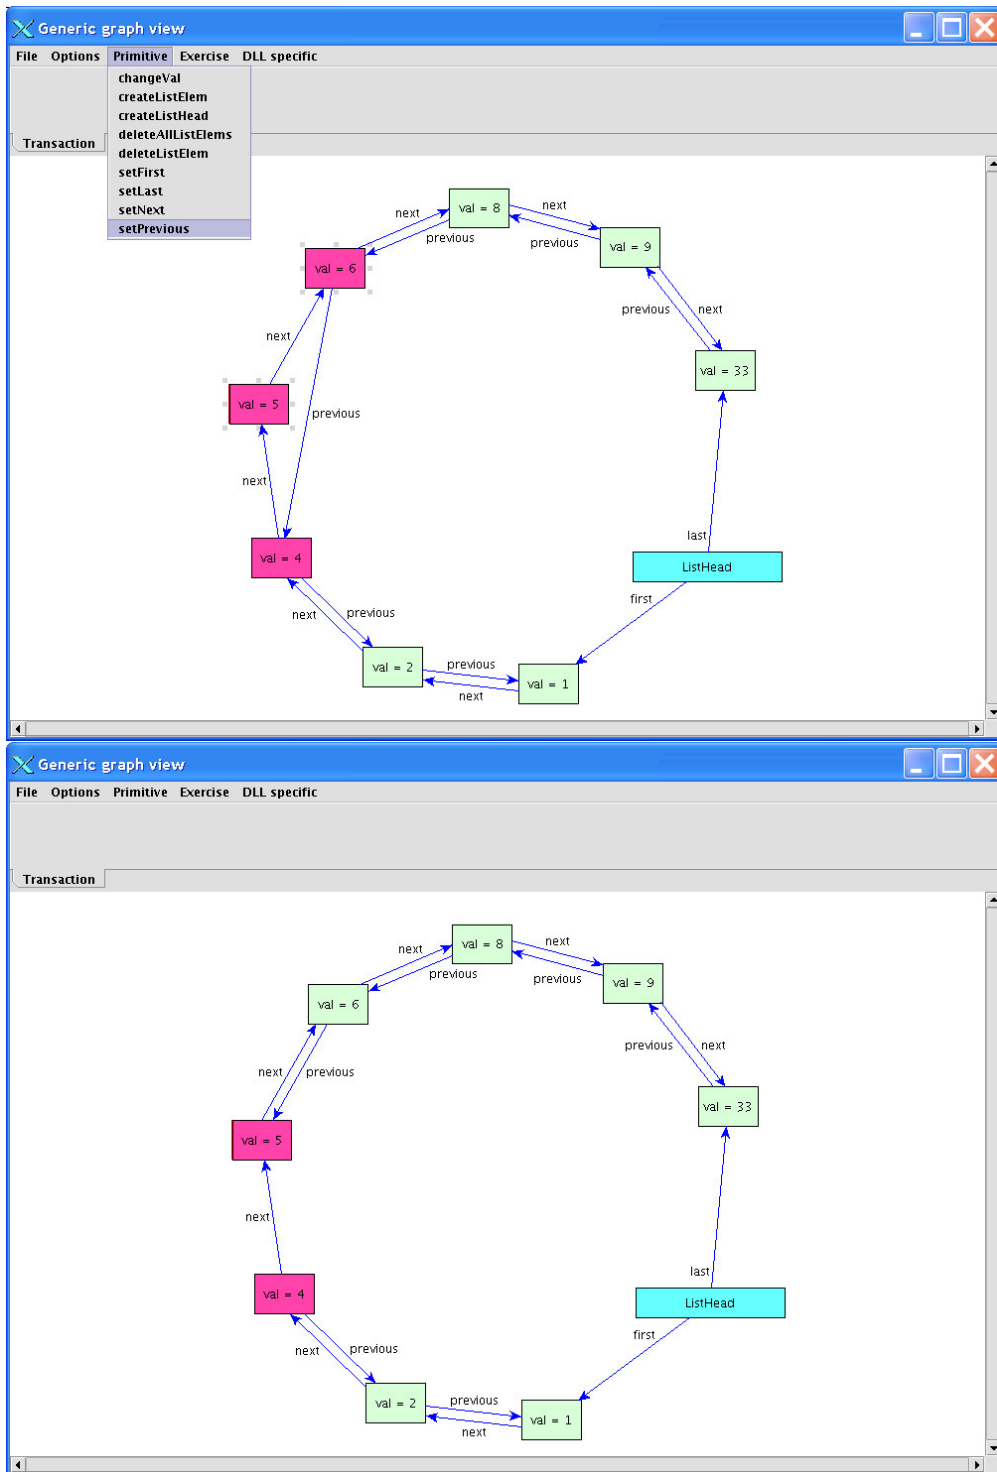 Generic graph view
File Options Primitive Exercise DLL specific
changeVal
createListElem
createListHead
deleteAllListElems
deleteListElem
setFirst
setLast
setNext
setPrevious
Transaction
val = 8
next
next
previous
previous
val = 9
val = 6
next
previous
next
val = 33
val = 5
previous
next
last
val = 4
ListHead
first
previous
next
val = 2
previous
val = 1
next
Generic graph view
File Options Primitive Exercise DLL specific
Transaction
val = 8
next
next
previous
previous
val = 9
val = 6
next
previous
next
previous
val = 33
val = 5
next
last
val = 4
ListHead
first
previous
next
val = 2
previous
val = 1
next